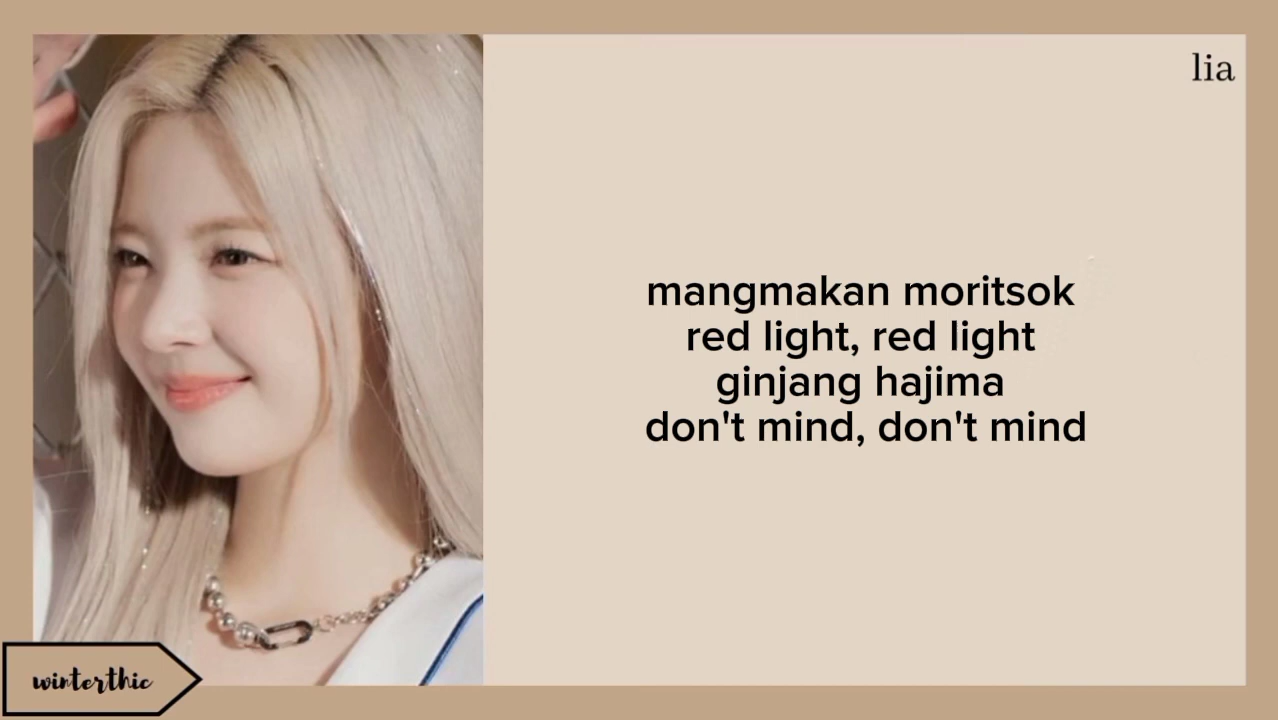 lia
mangmakan moritsok
red light, red light
ginjang hajima
don't mind, don't mind
winterthic